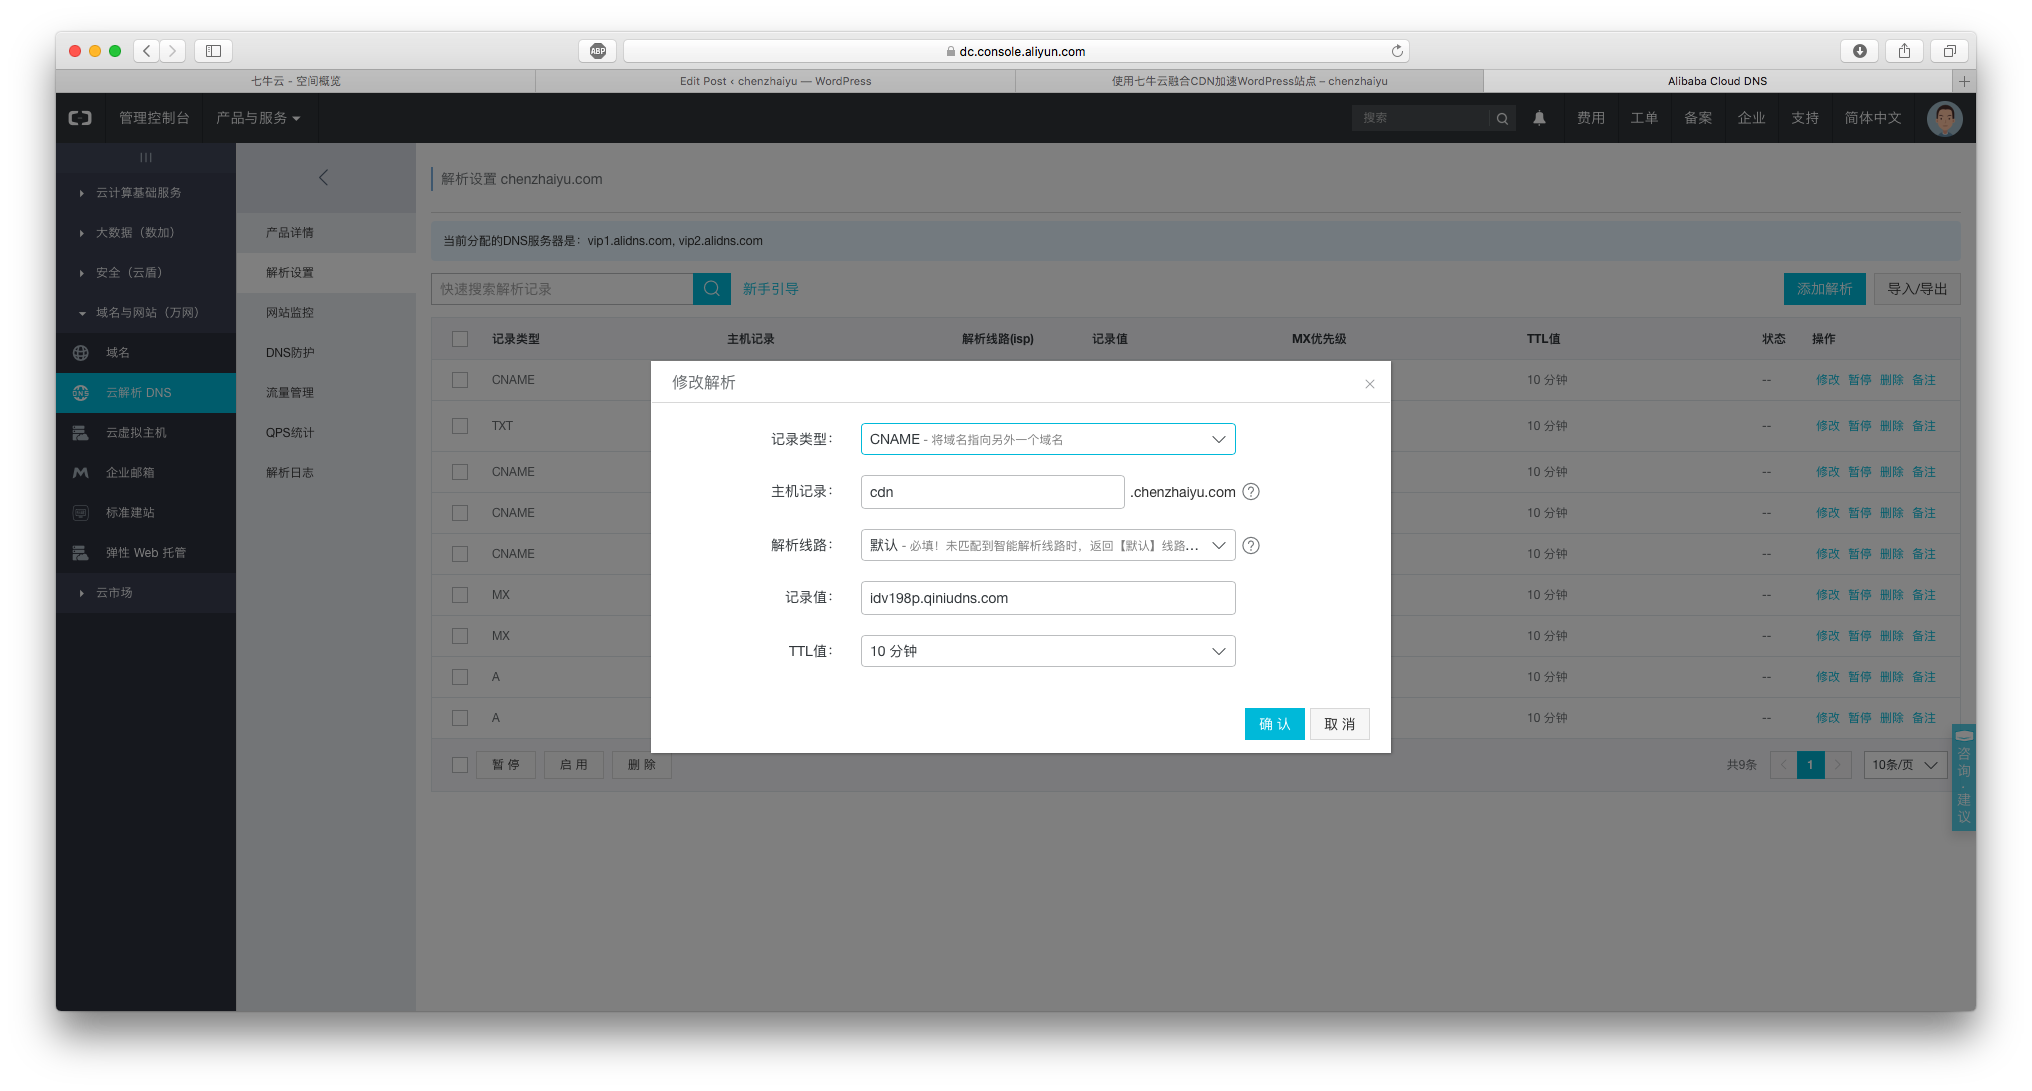 ABP
dc.console.aliyun.com
七牛云 - 空间概览
Edit Post ‹ chenzhaiyu — WordPress
使用七牛云融合CDN加速WordPress站点 – chenzhaiyu
Alibaba Cloud DNS
管理控制台
产品与服务
搜索
费用
工单
备案
企业
支持
简体中文
云计算基础服务
大数据（数加）
安全（云盾）
域名与网站（万网）
域名
DNS
云解析 DNS
云虚拟主机
企业邮箱
标准建站
弹性 Web 托管
云市场
产品详情
解析设置
网站监控
DNS防护
流量管理
QPS统计
解析日志
解析设置 chenzhaiyu.com
当前分配的DNS服务器是：vip1.alidns.com, vip2.alidns.com
快速搜索解析记录
新手引导
添加解析
导入/导出
记录类型 主机记录 解析线路(isp) 记录值 MX优先级 TTL值 状态 操作
CNAME 10 分钟 -- 修改 暂停 删除 备注
TXT 10 分钟 -- 修改 暂停 删除 备注
CNAME 10 分钟 -- 修改 暂停 删除 备注
CNAME 10 分钟 -- 修改 暂停 删除 备注
CNAME 10 分钟 -- 修改 暂停 删除 备注
MX 10 分钟 -- 修改 暂停 删除 备注
MX 10 分钟 -- 修改 暂停 删除 备注
A 10 分钟 -- 修改 暂停 删除 备注
A 10 分钟 -- 修改 暂停 删除 备注
暂 停 启 用 删 除
共9条
1
10条/页
修改解析
记录类型： CNAME - 将域名指向另外一个域名
主机记录： cdn .chenzhaiyu.com ?
解析线路： 默认 - 必填！未匹配到智能解析线路时，返回【默认】线路... ?
记录值： idv198p.qiniudns.com
TTL值： 10 分钟
确 认
取 消
咨询·建议